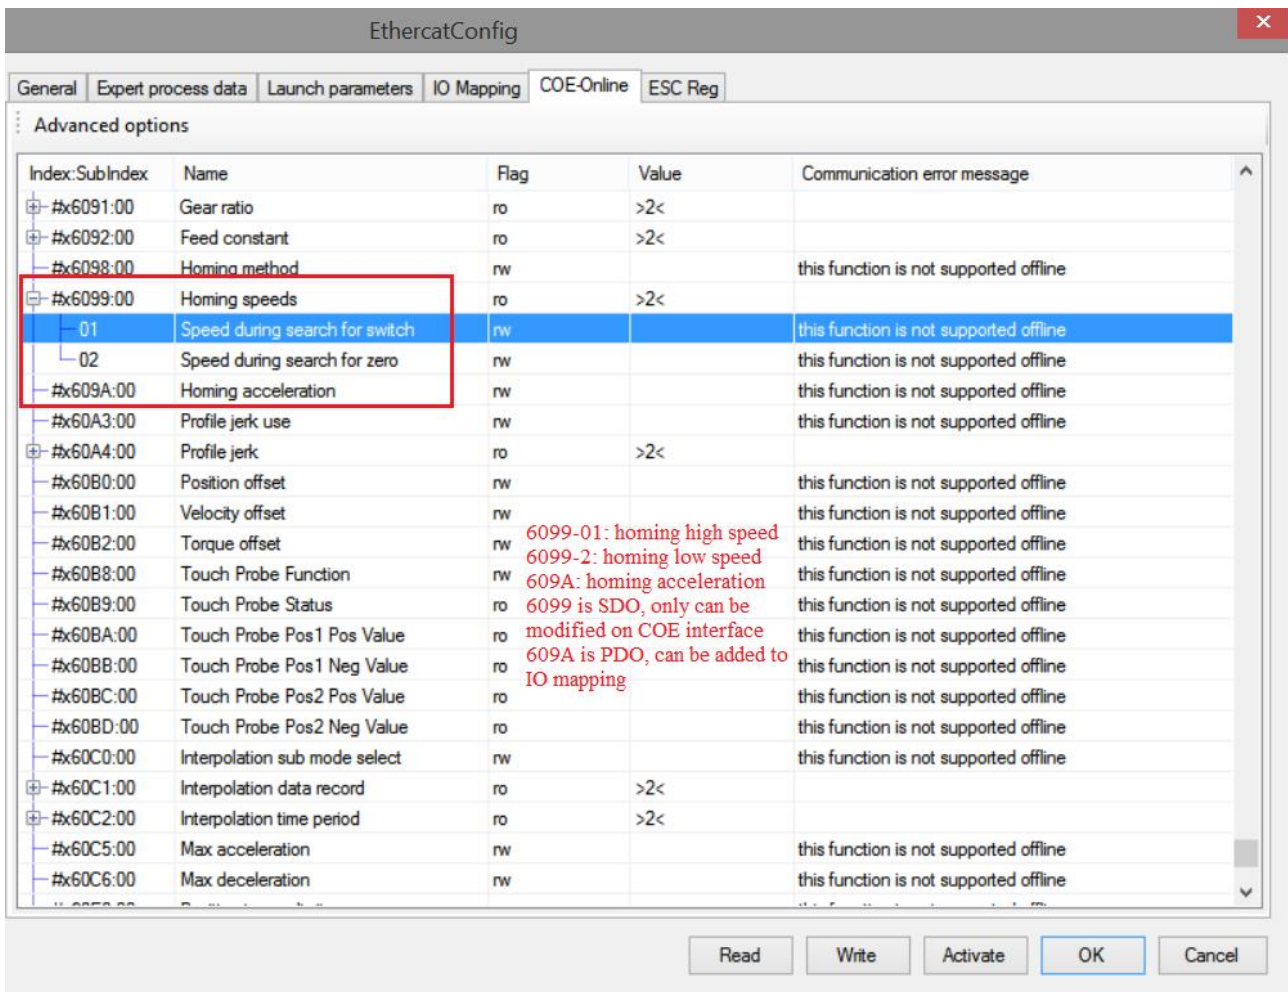 EthercatConfig
General Expert process data Launch parameters IO Mapping COE-Online ESC Reg
Advanced options
Index:SubIndex Name Flag Value Communication error message
#x6091:00 Gear ratio ro >2<
#x6092:00 Feed constant ro >2<
#x6098:00 Homing method rw this function is not supported offline
#x6099:00 Homing speeds ro >2<
01 Speed during search for switch rw this function is not supported offline
02 Speed during search for zero rw this function is not supported offline
#x609A:00 Homing acceleration rw this function is not supported offline
#x60A3:00 Profile jerk use rw this function is not supported offline
#x60A4:00 Profile jerk ro >2<
#x60B0:00 Position offset rw this function is not supported offline
#x60B1:00 Velocity offset rw this function is not supported offline
#x60B2:00 Torque offset rw this function is not supported offline
#x60B8:00 Touch Probe Function rw this function is not supported offline
#x60B9:00 Touch Probe Status ro this function is not supported offline
#x60BA:00 Touch Probe Pos1 Pos Value ro this function is not supported offline
#x60BB:00 Touch Probe Pos1 Neg Value ro this function is not supported offline
#x60BC:00 Touch Probe Pos2 Pos Value ro this function is not supported offline
#x60BD:00 Touch Probe Pos2 Neg Value ro this function is not supported offline
#x60C0:00 Interpolation sub mode select rw this function is not supported offline
#x60C1:00 Interpolation data record ro >2<
#x60C2:00 Interpolation time period ro >2<
#x60C5:00 Max acceleration rw this function is not supported offline
#x60C6:00 Max deceleration rw this function is not supported offline
6099-01: homing high speed
6099-2: homing low speed
609A: homing acceleration
6099 is SDO, only can be
modified on COE interface
609A is PDO, can be added to
IO mapping
Read Write Activate OK Cancel